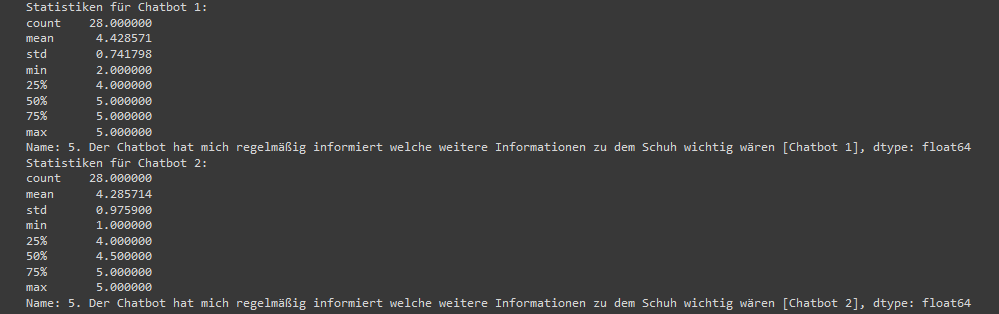 Statistiken für Chatbot 1:
count    28.000000
mean      4.428571
std       0.741798
min       2.000000
25%       4.000000
50%       5.000000
75%       5.000000
max       5.000000
Name: 5. Der Chatbot hat mich regelmäßig informiert welche weitere Informationen zu dem Schuh wichtig wären [Chatbot 1], dtype: float64
Statistiken für Chatbot 2:
count    28.000000
mean      4.285714
std       0.975900
min       1.000000
25%       4.000000
50%       4.500000
75%       5.000000
max       5.000000
Name: 5. Der Chatbot hat mich regelmäßig informiert welche weitere Informationen zu dem Schuh wichtig wären [Chatbot 2], dtype: float64